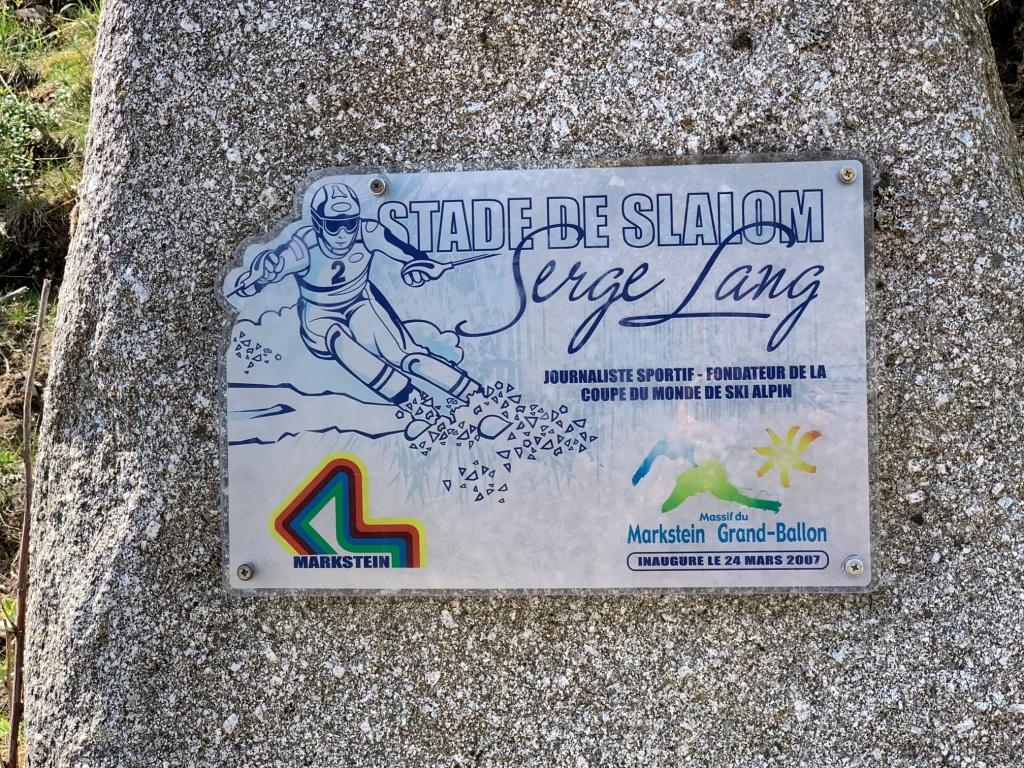 STADE DE SLALOM
Serge Lang
2
JOURNALISTE SPORTIF - FONDATEUR DE LA
COUPE DU MONDE DE SKI ALPIN
MARKSTEIN
Massif du
Markstein Grand-Ballon
INAUGURE LE 24 MARS 2007